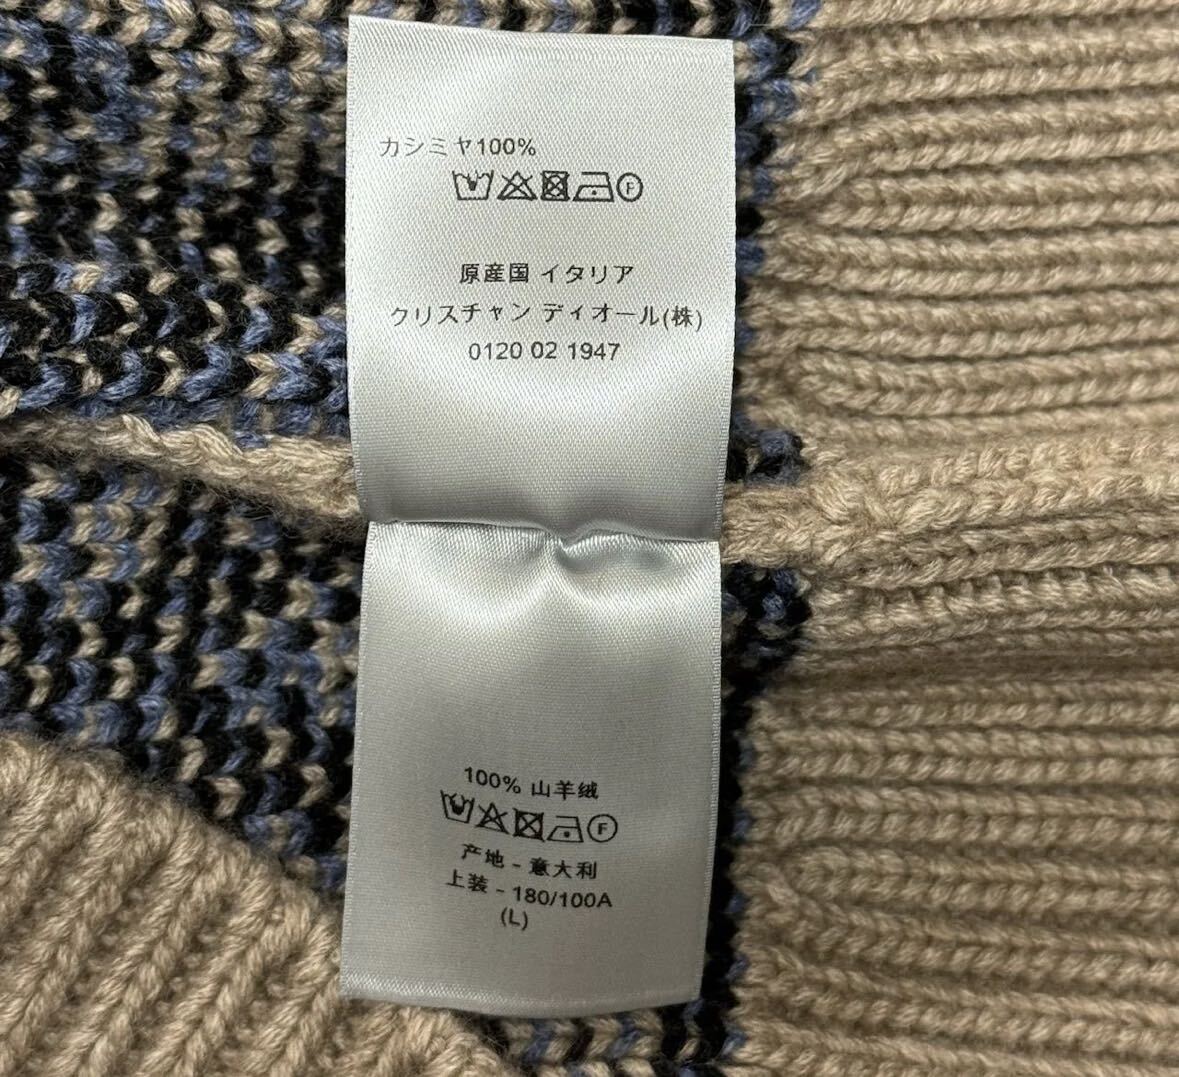 カシミヤ100%
F
原産国 イタリア
クリスチャン ディオール(株)
0120 02 1947
100% 山羊绒
F
产地 - 意大利
上装 - 180/100A
(L)